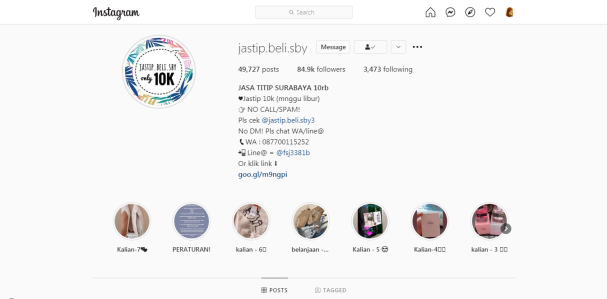 Instagram
Search
JASTIP.BELI.SBY
only 10K
jastip.beli.sby Message
49,727 posts 84.9k followers 3,473 following
JASA TITIP SURABAYA 10rb
♥Jastip 10k (mnggu libur)
NO CALL/SPAM!
Pls cek @jastip.beli.sby3
No DM! Pls chat WA/line@
WA : 087700115252
Line@ = @fsj3381b
Or klik link ⬇
goo.gl/m9ngpi
Kalian-7 PERATURAN! kalian - 6 belanjaan -... Kalian - 5 Kalian-4 kalian - 3
POSTS TAGGED